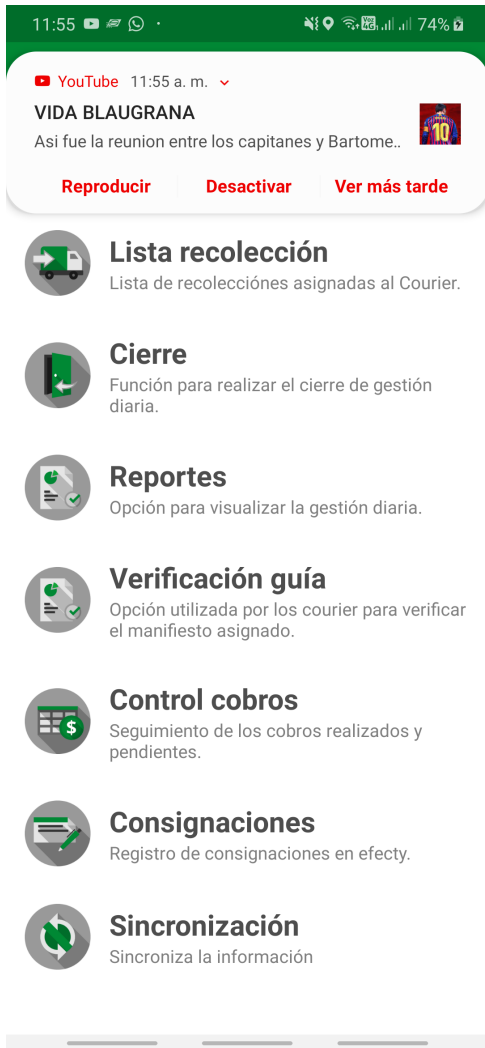 11:55
Voo 4G 74%
YouTube 11:55 a. m.
VIDA BLAUGRANA
Asi fue la reunion entre los capitanes y Bartome..
10
Reproducir Desactivar Ver más tarde
Lista recolección
Lista de recolecciónes asignadas al Courier.
Cierre
Función para realizar el cierre de gestión
diaria.
Reportes
Opción para visualizar la gestión diaria.
Verificación guía
Opción utilizada por los courier para verificar
el manifiesto asignado.
Control cobros
Seguimiento de los cobros realizados y
pendientes.
Consignaciones
Registro de consignaciones en efecty.
Sincronización
Sincroniza la información